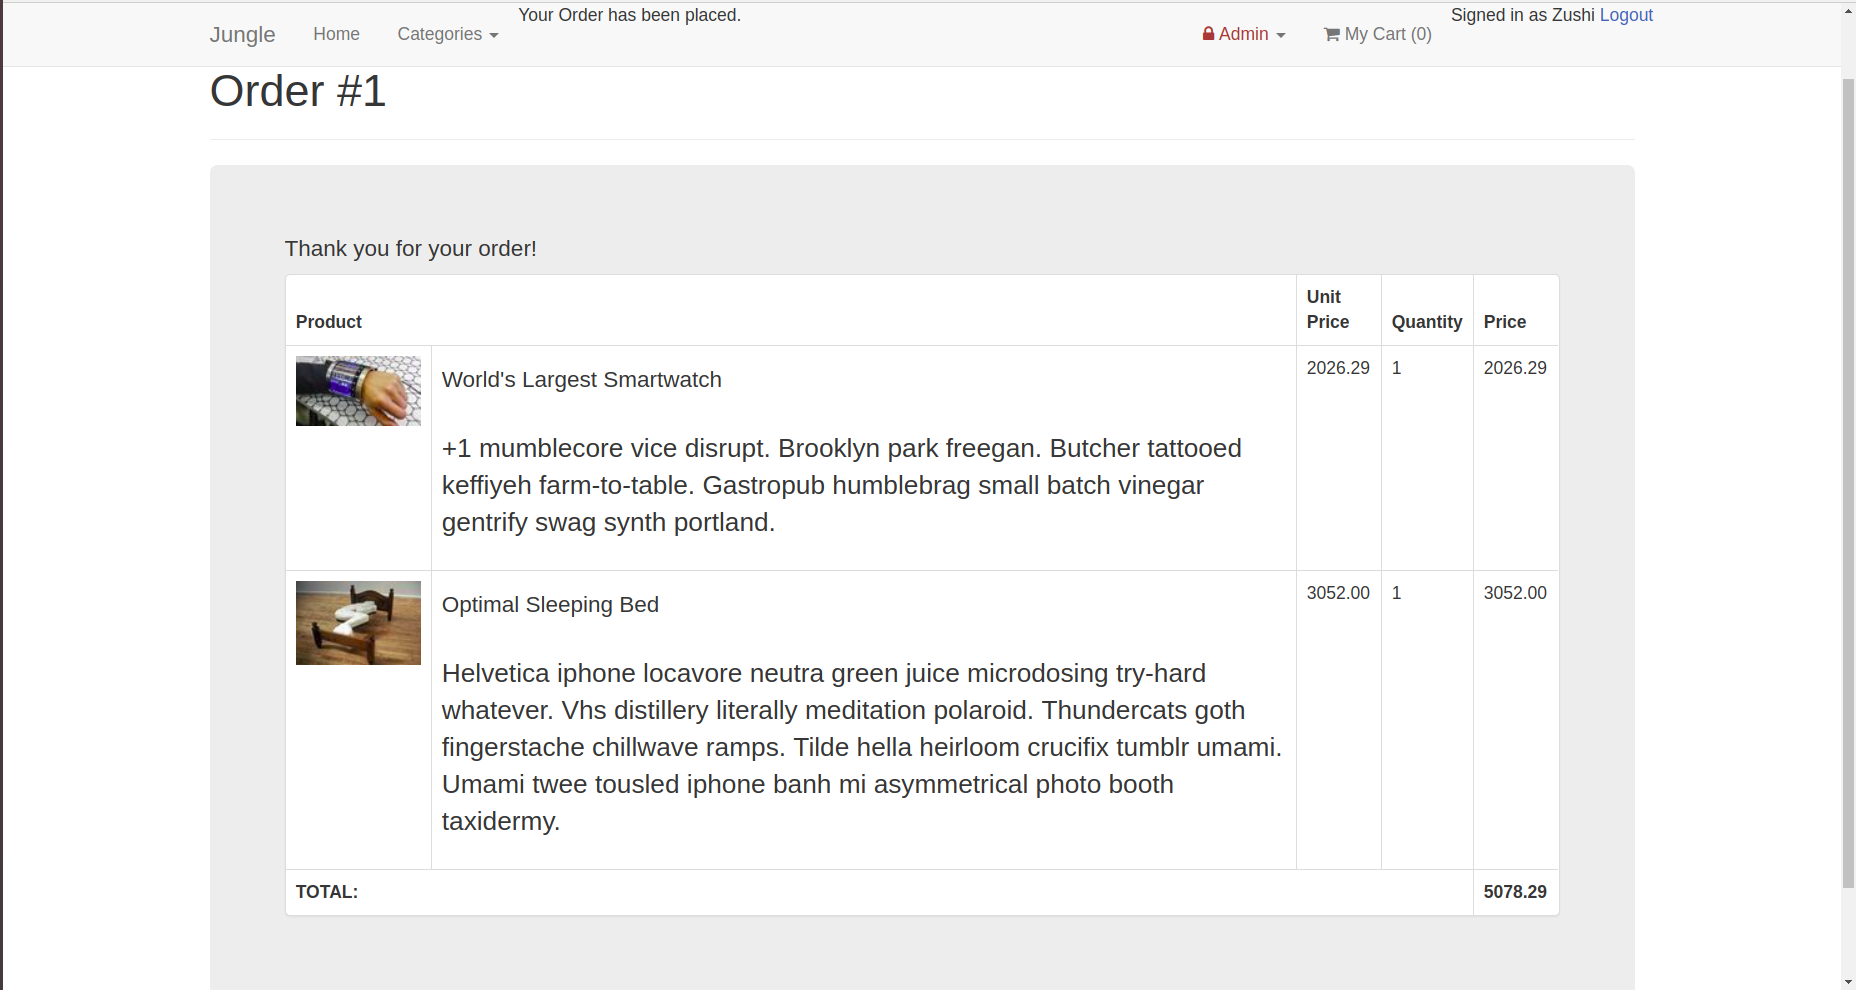 Your Order has been placed.
Signed in as Zushi Logout
Jungle Home Categories Admin My Cart (0)
Order #1
Thank you for your order!
Product Unit Price Quantity Price
World's Largest Smartwatch 2026.29 1 2026.29
+1 mumblecore vice disrupt. Brooklyn park freegan. Butcher tattooed
keffiyeh farm-to-table. Gastropub humblebrag small batch vinegar
gentrify swag synth portland.
Optimal Sleeping Bed 3052.00 1 3052.00
Helvetica iphone locavore neutra green juice microdosing try-hard
whatever. Vhs distillery literally meditation polaroid. Thundercats goth
fingerstache chillwave ramps. Tilde hella heirloom crucifix tumblr umami.
Umami twee tousled iphone banh mi asymmetrical photo booth
taxidermy.
TOTAL: 5078.29